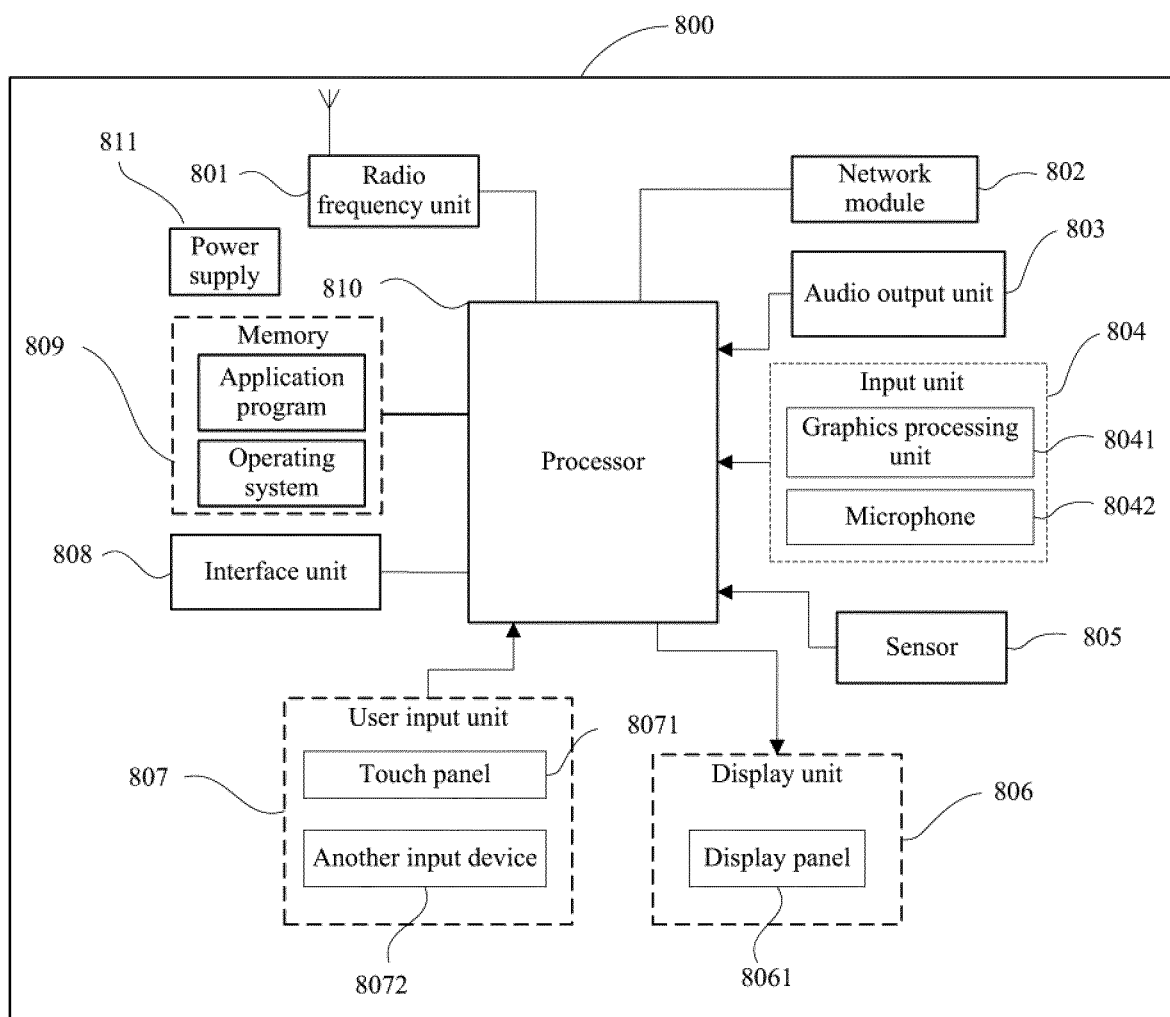 800
811
801
Radio
frequency unit
Network
module
802
Power
supply
810
Audio output unit
803
809
Memory
Application
program
Operating
system
Processor
804
Input unit
Graphics processing
unit
8041
Microphone
8042
808
Interface unit
Sensor
805
User input unit
8071
807
Touch panel
Another input device
8072
Display unit
806
Display panel
8061